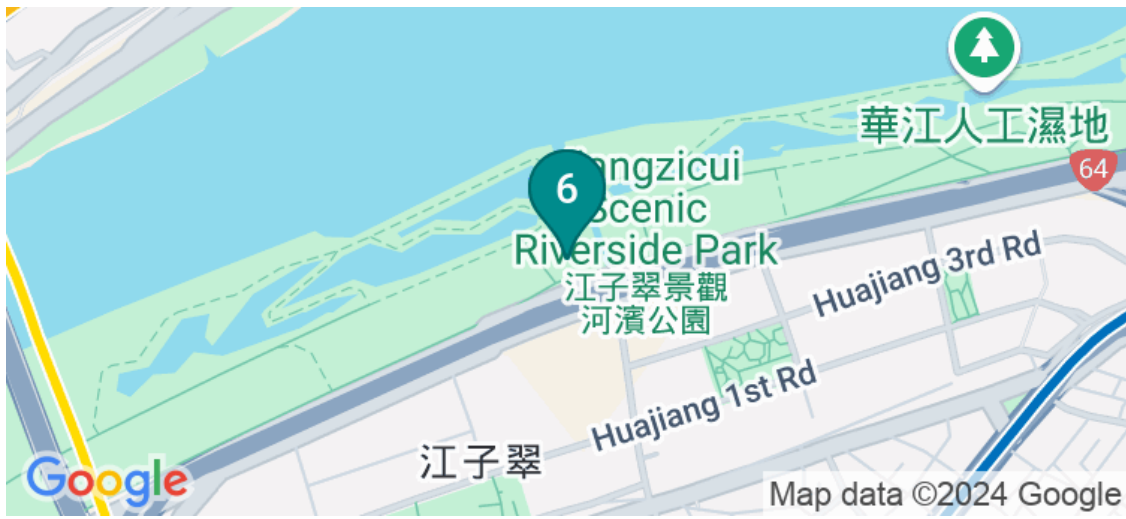 華江人工濕地
64
6
iangzicui
Scenic
Riverside Park
江子翠景觀
河濱公園
Huajiang 3rd Rd
Huajiang 1st Rd
江子翠
Google
Map data ©2024 Google